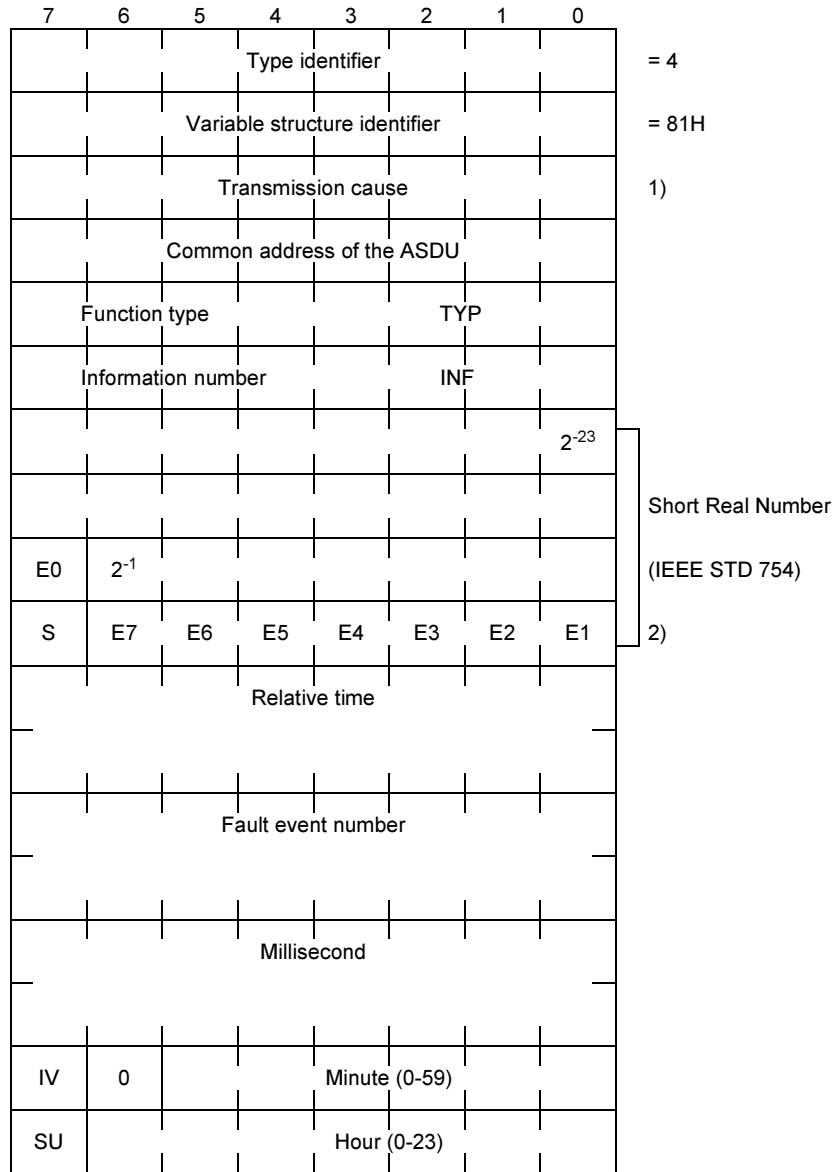 7 6 5 4 3 2 1 0
Type identifier = 4
Variable structure identifier = 81H
Transmission cause 1)
Common address of the ASDU
Function type TYP
Information number INF
2-23
Short Real Number
E0 2-1 (IEEE STD 754)
S E7 E6 E5 E4 E3 E2 E1 2)
Relative time
Fault event number
Millisecond
IV 0 Minute (0-59)
SU Hour (0-23)